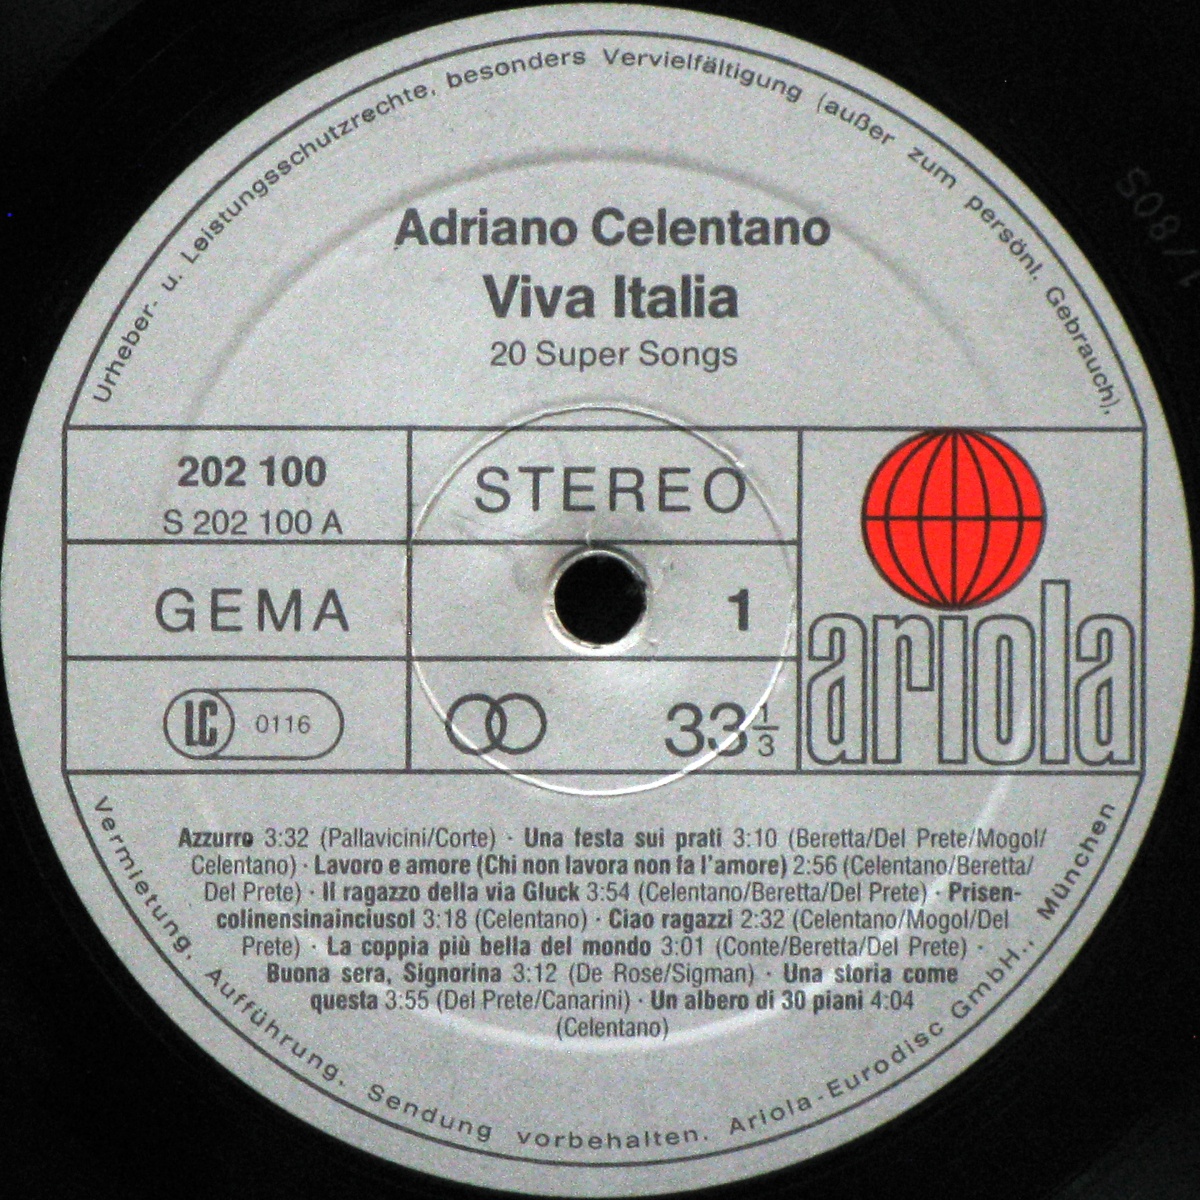 Urheber- u. Leistungsschutzrechte, besonders Vervielfältigung (außer zum persönl. Gebrauch),
Adriano Celentano
Viva Italia
20 Super Songs
202 100
S 202 100 A
STEREO
GEMA
1
LC 0116
33 1/3
ariola
Azzurro 3:32 (Pallavicini/Corte) · Una festa sui prati 3:10 (Beretta/Del Prete/Mogol/
Celentano) · Lavoro e amore (Chi non lavora non fa l'amore) 2:56 (Celentano/Beretta/
Del Prete) · Il ragazzo della via Gluck 3:54 (Celentano/Beretta/Del Prete) · Prisen-
colinensinainciusol 3:18 (Celentano) · Ciao ragazzi 2:32 (Celentano/Mogol/Del
Prete) · La coppia più bella del mondo 3:01 (Conte/Beretta/Del Prete) ·
Buona sera, Signorina 3:12 (De Rose/Sigman) · Una storia come
questa 3:55 (Del Prete/Canarini) · Un albero di 30 piani 4:04
(Celentano)
Vermietung, Aufführung, Sendung vorbehalten. Ariola-Eurodisc GmbH., München